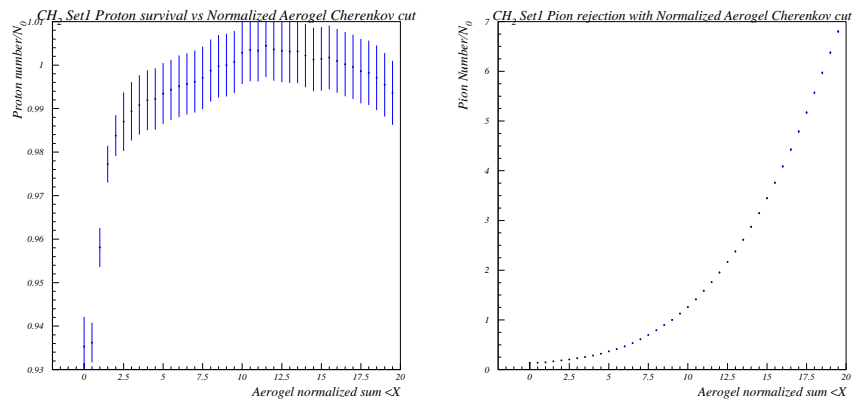 CH2 Set1 Proton survival vs Normalized Aerogel Cherenkov cut
Proton number/N0
1.01
1
0.99
0.98
0.97
0.96
0.95
0.94
0.93
0 2.5 5 7.5 10 12.5 15 17.5 20
Aerogel normalized sum <X
CH2 Set1 Pion rejection with Normalized Aerogel Cherenkov cut
Pion Number/N0
7
6
5
4
3
2
1
0
0 2.5 5 7.5 10 12.5 15 17.5 20
Aerogel normalized sum <X